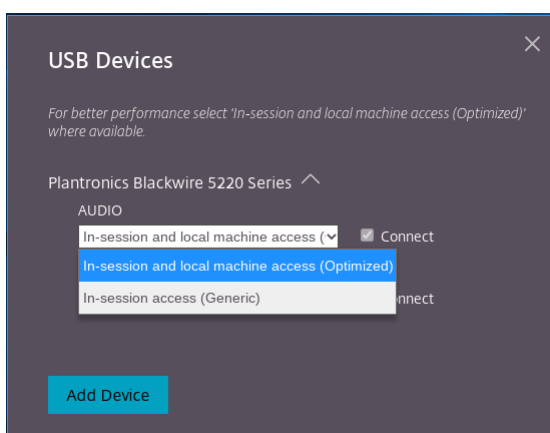 USB Devices
For better performance select 'In-session and local machine access (Optimized)'
where available.
Plantronics Blackwire 5220 Series
AUDIO
In-session and local machine access (
Connect
In-session and local machine access (Optimized)
In-session access (Generic)
nnect
Add Device